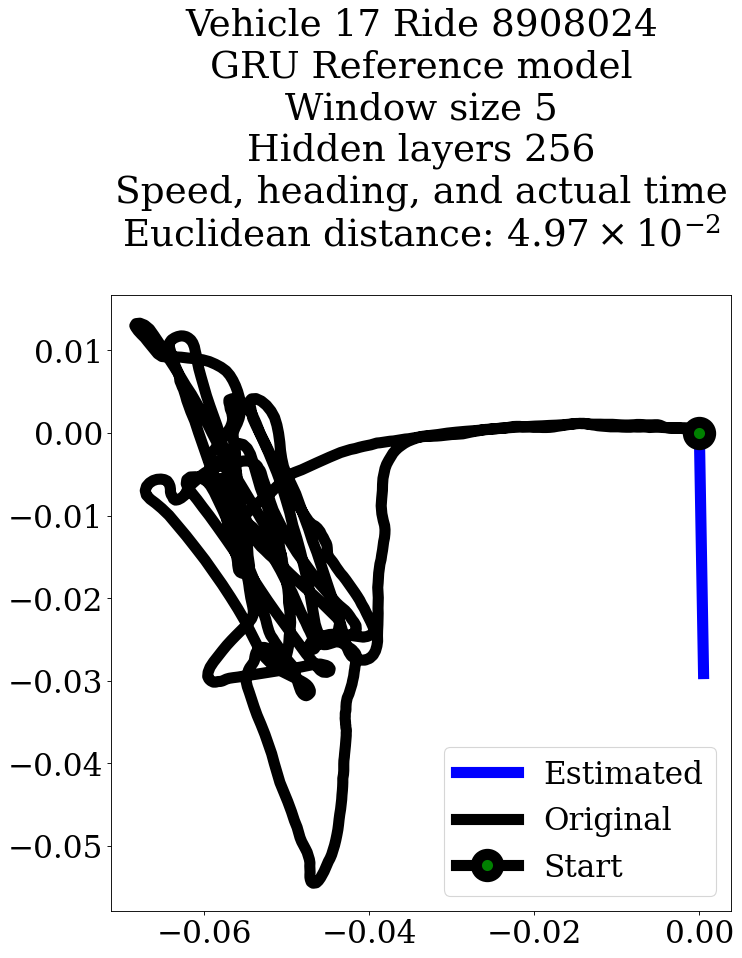 Vehicle 17 Ride 8908024
GRU Reference model
Window size 5
Hidden layers 256
Speed, heading, and actual time
Euclidean distance: 4.97 × 10⁻²
0.01
0.00
−0.01
−0.02
−0.03
−0.04
−0.05
Estimated
Original
Start
−0.06
−0.04
−0.02
0.00